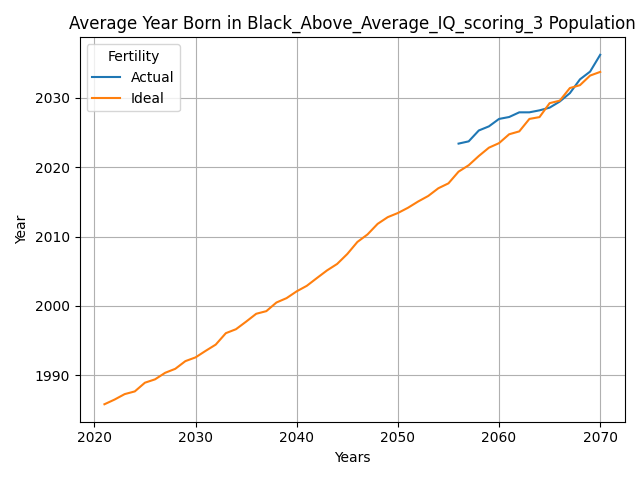 Average Year Born in Black_Above_Average_IQ_scoring_3 Population
Fertility
Actual
Ideal
2030
2020
2010
2000
1990
Year
2020
2030
2040
2050
2060
2070
Years